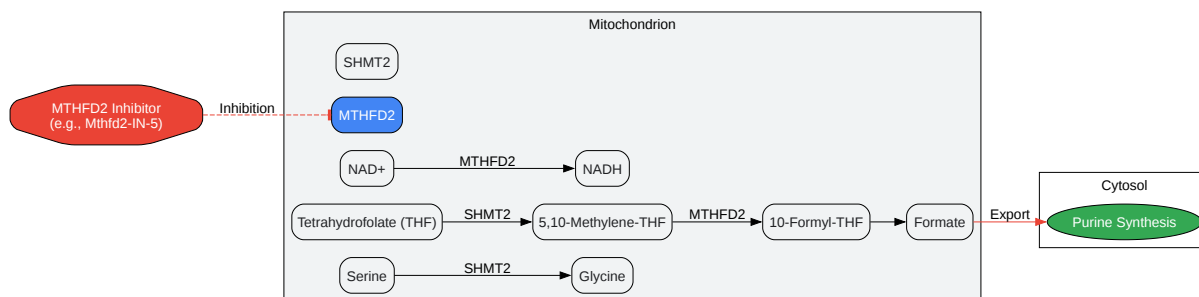 Mitochondrion
SHMT2
MTHFD2 Inhibitor
(e.g., Mthfd2-IN-5)
Inhibition
MTHFD2
NAD+
MTHFD2
NADH
Tetrahydrofolate (THF)
SHMT2
5,10-Methylene-THF
MTHFD2
10-Formyl-THF
Formate
Export
Cytosol
Purine Synthesis
Serine
SHMT2
Glycine